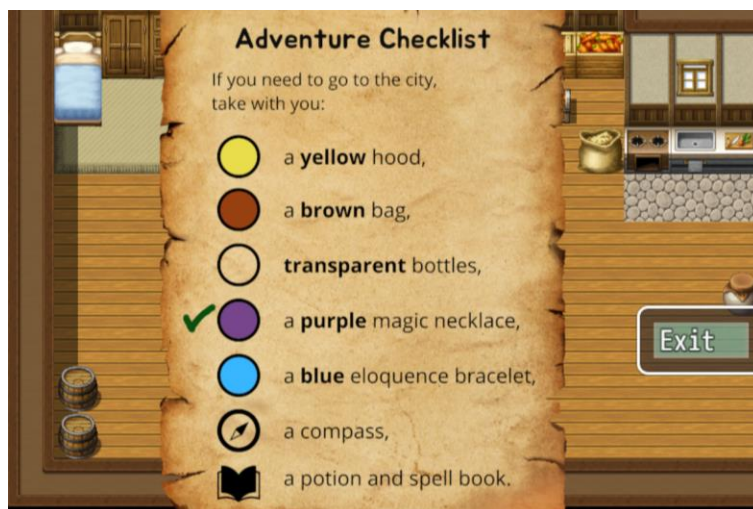 Adventure Checklist
If you need to go to the city,
take with you:
a yellow hood,
a brown bag,
transparent bottles,
a purple magic necklace,
a blue eloquence bracelet,
a compass,
a potion and spell book.
Exit